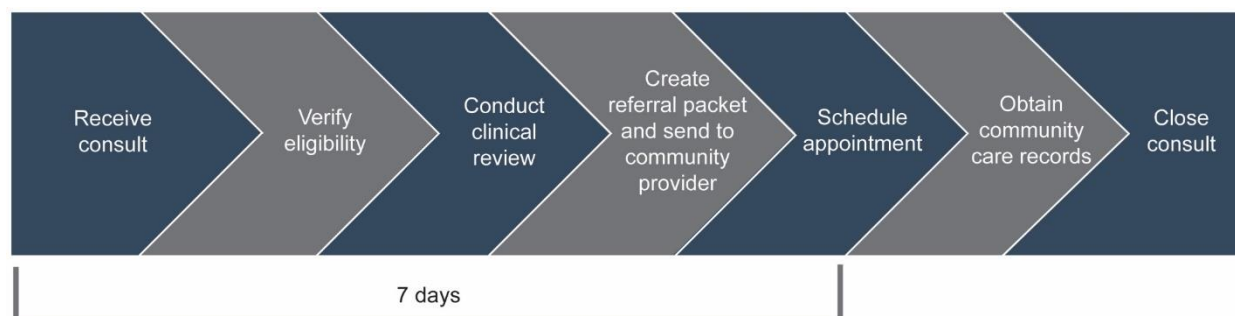 Receive
consult
Verify
eligibility
Conduct
clinical
review
Create
referral packet
and send to
community
provider
Schedule
appointment
Obtain
community
care records
Close
consult
7 days